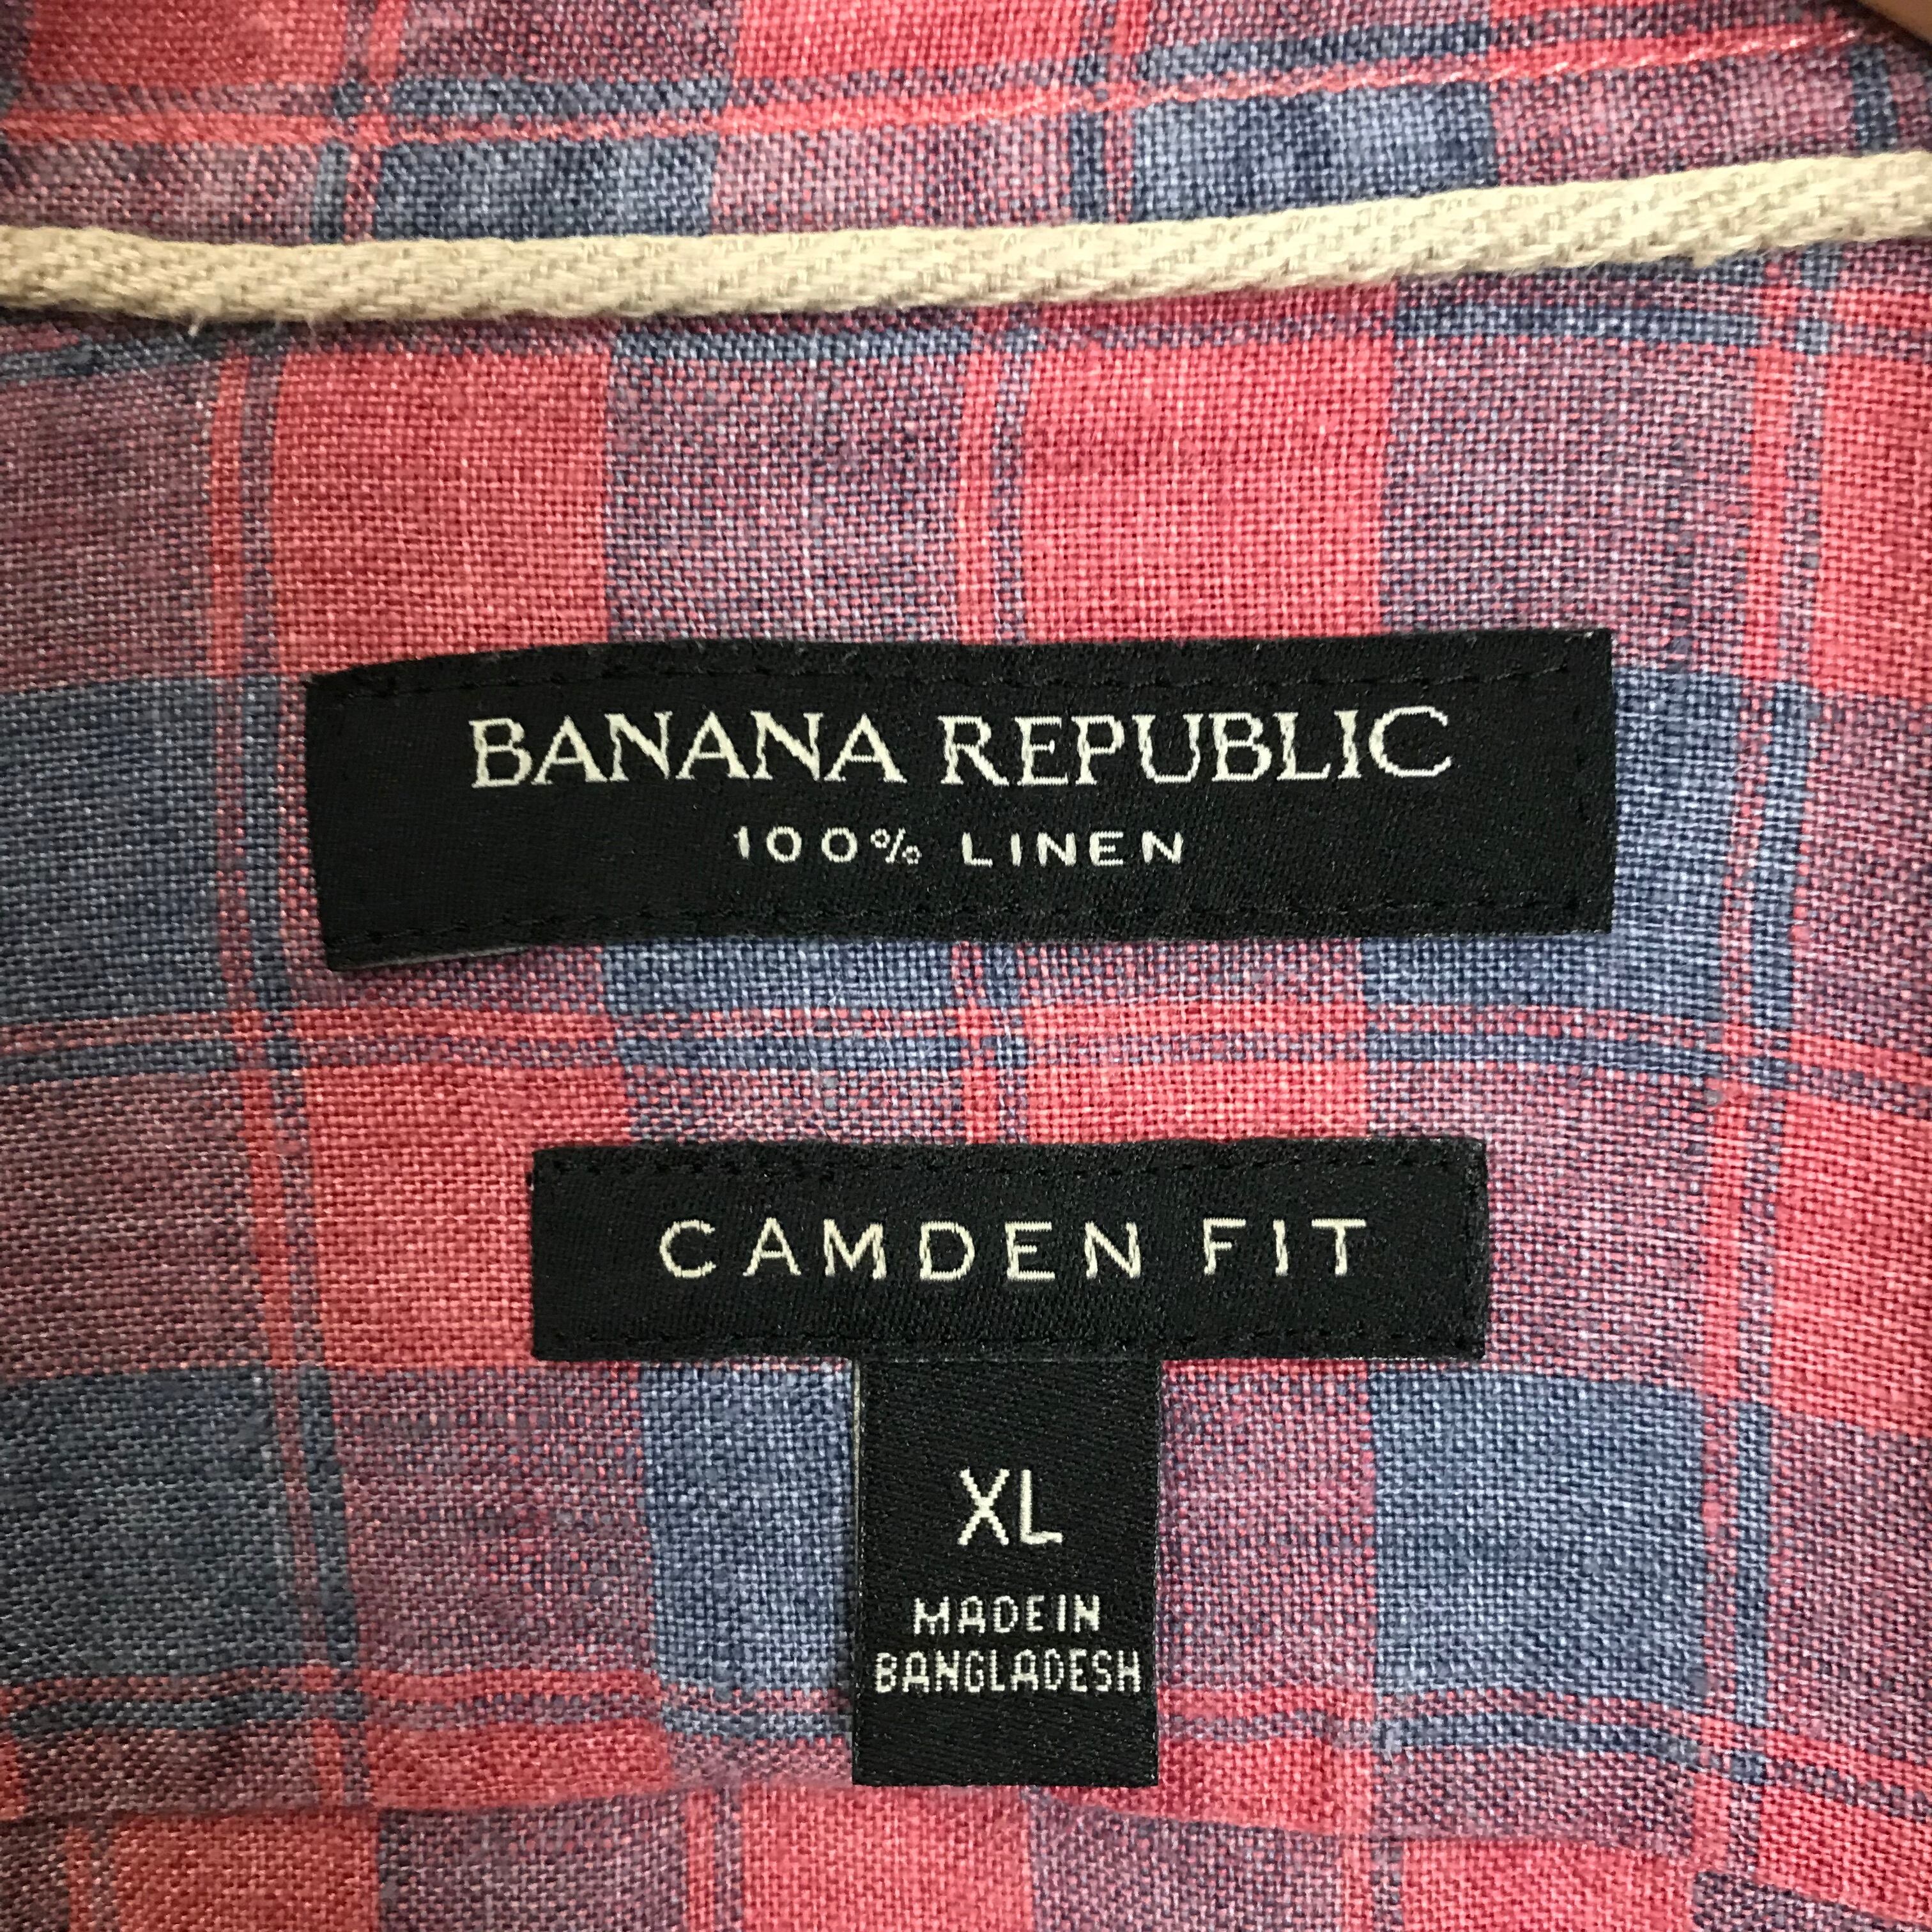 BANANA REPUBLIC
100% LINEN
CAMDEN FIT
XL
MADE IN
BANGLADESH